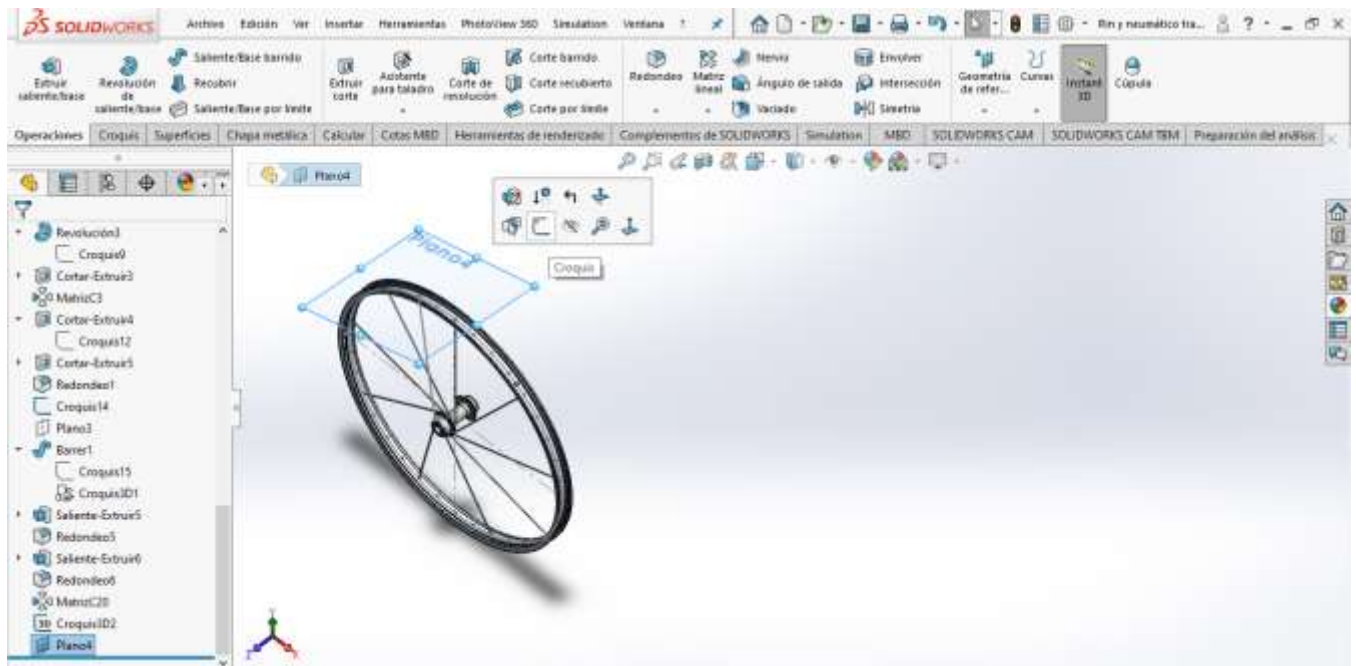 SOLIDWORKS Archivo Edición Ver Insertar Herramientas PhotoView 360 Simulation Ventana ? Rin y neumático tra... ?
Extruir saliente/base
Revolución de saliente/base
Saliente/Base barrido
Recubrir
Saliente/Base por límite
Extruir corte
Asistente para taladro
Corte de revolución
Corte barrido
Corte recubierto
Corte por límite
Redondeo
Matriz lineal
Nervio
Ángulo de salida
Vaciado
Envolver
Intersección
Simetría
Geometría de refer...
Curvas
Instant 3D
Cúpula
Operaciones Croquis Superficies Chapa metálica Calcular Cotas MBD Herramientas de renderizado Complementos de SOLIDWORKS Simulation MBD SOLIDWORKS CAM SOLIDWORKS CAM TBM Preparación del análisis
Plano4
Plano4
Croquis
Revolución3
Croquis9
Cortar-Extruir3
MatrizC3
Cortar-Extruir4
Croquis12
Cortar-Extruir5
Redondeo1
Croquis14
Plano3
Barrer1
Croquis15
Croquis3D1
Saliente-Extruir5
Redondeo5
Saliente-Extruir6
Redondeo6
MatrizC20
3D Croquis3D2
Plano4